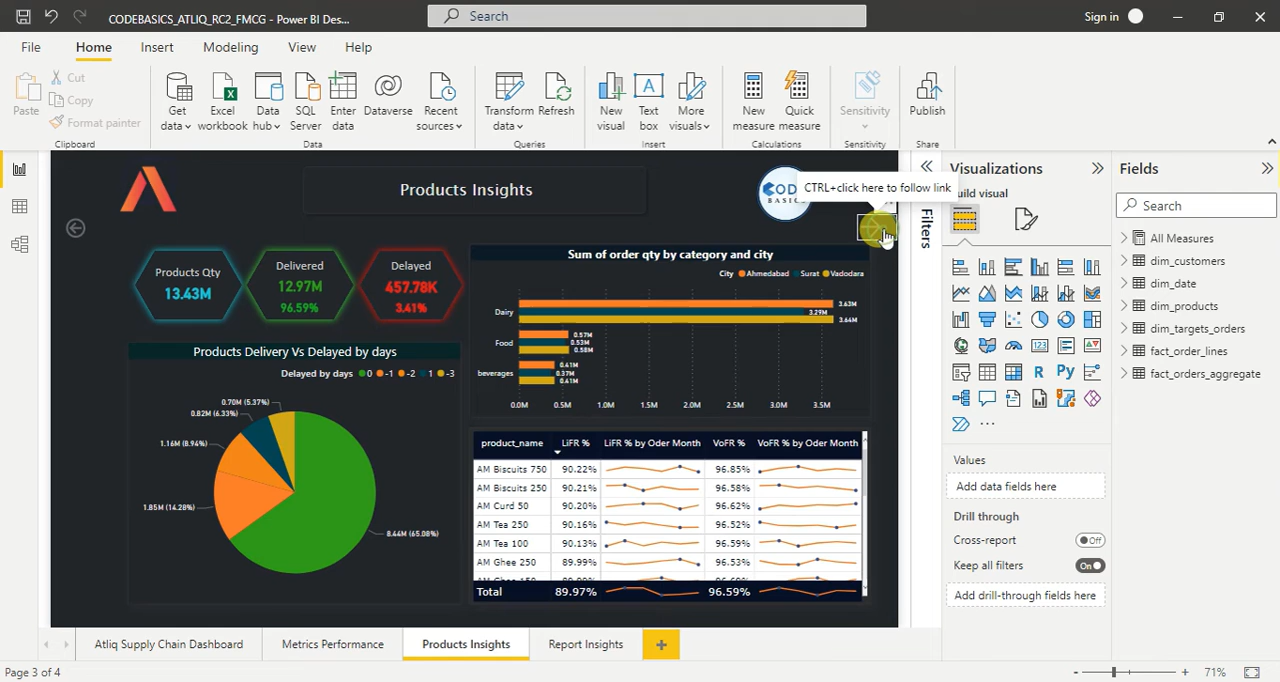 CODEBASICS_ATLIQ_RC2_FMCG - Power BI Des...
Search
Sign in
File
Home
Insert
Modeling
View
Help
Paste
Cut
Copy
Format painter
Clipboard
Get data
Excel workbook
Data hub
SQL Server
Enter data
Dataverse
Recent sources
Data
Transform data
Refresh
Queries
New visual
Text box
More visuals
Insert
New measure
Quick measure
Calculations
Sensitivity
Sensitivity
Publish
Share
Products Insights
CODE
BASICS
CTRL+click here to follow link
Products Qty
13.43M
Delivered
12.97M
96.59%
Delayed
457.78K
3.41%
Products Delivery Vs Delayed by days
Delayed by days 0 -1 -2 1 -3
0.70M (5.37%)
0.82M (6.33%)
1.16M (8.94%)
1.85M (14.28%)
8.44M (65.08%)
Sum of order qty by category and city
City Ahmedabad Surat Vadodara
Dairy
3.63M
3.29M
3.64M
Food
0.57M
0.53M
0.58M
beverages
0.41M
0.37M
0.41M
0.0M 0.5M 1.0M 1.5M 2.0M 2.5M 3.0M 3.5M
product_name LiFR % LiFR % by Oder Month VoFR % VoFR % by Oder Month
AM Biscuits 750 90.22% 96.85%
AM Biscuits 250 90.21% 96.58%
AM Curd 50 90.20% 96.62%
AM Tea 250 90.16% 96.52%
AM Tea 100 90.13% 96.59%
AM Ghee 250 89.99% 96.53%
Total 89.97% 96.59%
Filters
Visualizations
uild visual
Values
Add data fields here
Drill through
Cross-report
Off
Keep all filters
On
Add drill-through fields here
Fields
Search
All Measures
dim_customers
dim_date
dim_products
dim_targets_orders
fact_order_lines
fact_orders_aggregate
Atliq Supply Chain Dashboard
Metrics Performance
Products Insights
Report Insights
Page 3 of 4
71%